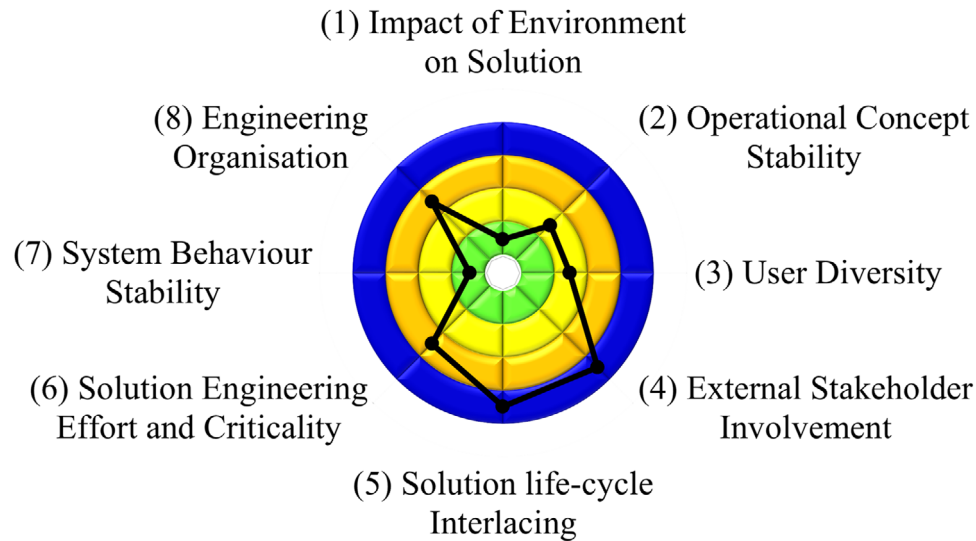 (1) Impact of Environment
on Solution
(2) Operational Concept
Stability
(3) User Diversity
(4) External Stakeholder
Involvement
(5) Solution life-cycle
Interlacing
(6) Solution Engineering
Effort and Criticality
(7) System Behaviour
Stability
(8) Engineering
Organisation